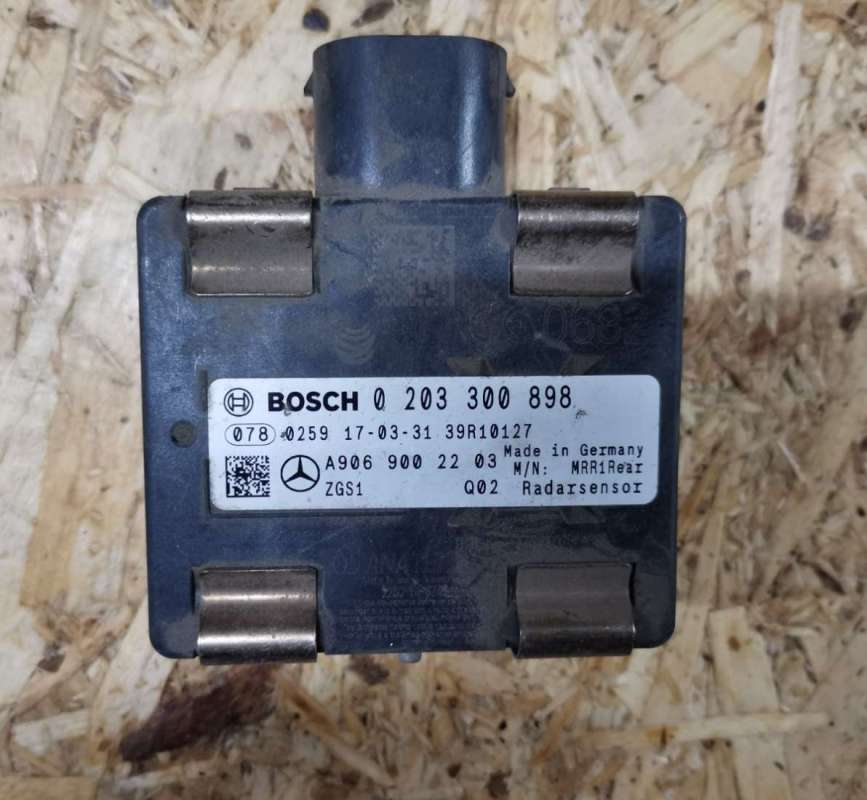 BOSCH 0 203 300 898
078 0259 17-03-31 39R10127
A906 900 22 03 Made in Germany
M/N: MRR1Rear
ZGS1 Q02 Radarsensor